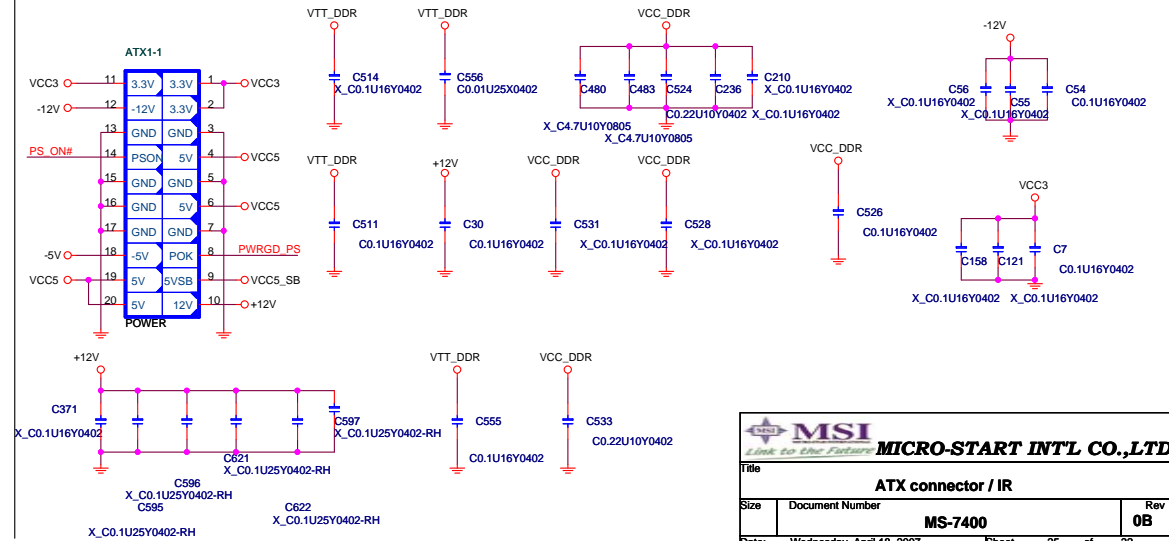 VTT_DDR
VTT_DDR
VCC_DDR
-12V
C514
X_C0.1U16Y0402
C556
C0.01U25X0402
C480
C483
C524
C236
C210
X_C0.1U16Y0402
C0.22U10Y0402
X_C0.1U16Y0402
X_C4.7U10Y0805
X_C4.7U10Y0805
C56
X_C0.1U16Y0402
C55
X_C0.1U16Y0402
C54
C0.1U16Y0402
ATX1-1
VCC3 11 3.3V 3.3V 1 VCC3
-12V 12 -12V 3.3V 2
13 GND GND 3
PS_ON# 14 PSON 5V 4 VCC5
15 GND GND 5
16 GND 5V 6 VCC5
17 GND GND 7
-5V 18 -5V POK 8 PWRGD_PS
VCC5 19 5V 5VSB 9 VCC5_SB
20 5V 12V 10 +12V
POWER
VTT_DDR
+12V
VCC_DDR
VCC_DDR
VCC_DDR
VCC3
C511
C0.1U16Y0402
C30
C0.1U16Y0402
C531
X_C0.1U16Y0402
C528
X_C0.1U16Y0402
C526
C0.1U16Y0402
C158
C121
C7
C0.1U16Y0402
X_C0.1U16Y0402
X_C0.1U16Y0402
+12V
VTT_DDR
VCC_DDR
C371
X_C0.1U16Y0402
C597
X_C0.1U25Y0402-RH
C621
X_C0.1U25Y0402-RH
C596
X_C0.1U25Y0402-RH
C595
X_C0.1U25Y0402-RH
C622
X_C0.1U25Y0402-RH
C555
C0.1U16Y0402
C533
C0.22U10Y0402
MSI MSI
Link to the Future
MICRO-START INT'L CO.,LTD
Title
ATX connector / IR
Size Document Number Rev
MS-7400 0B
Date: Wednesday, April 18, 2007 Sheet 25 of